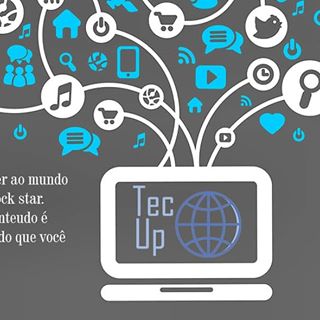 er ao mundo
ck star.
nteudo é
do que você
Tec
Up